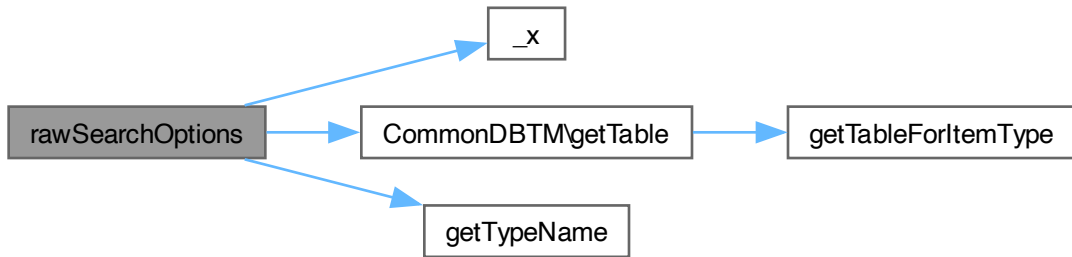 _x
rawSearchOptions
CommonDBTM\getTable
getTableForItemType
getTypeName